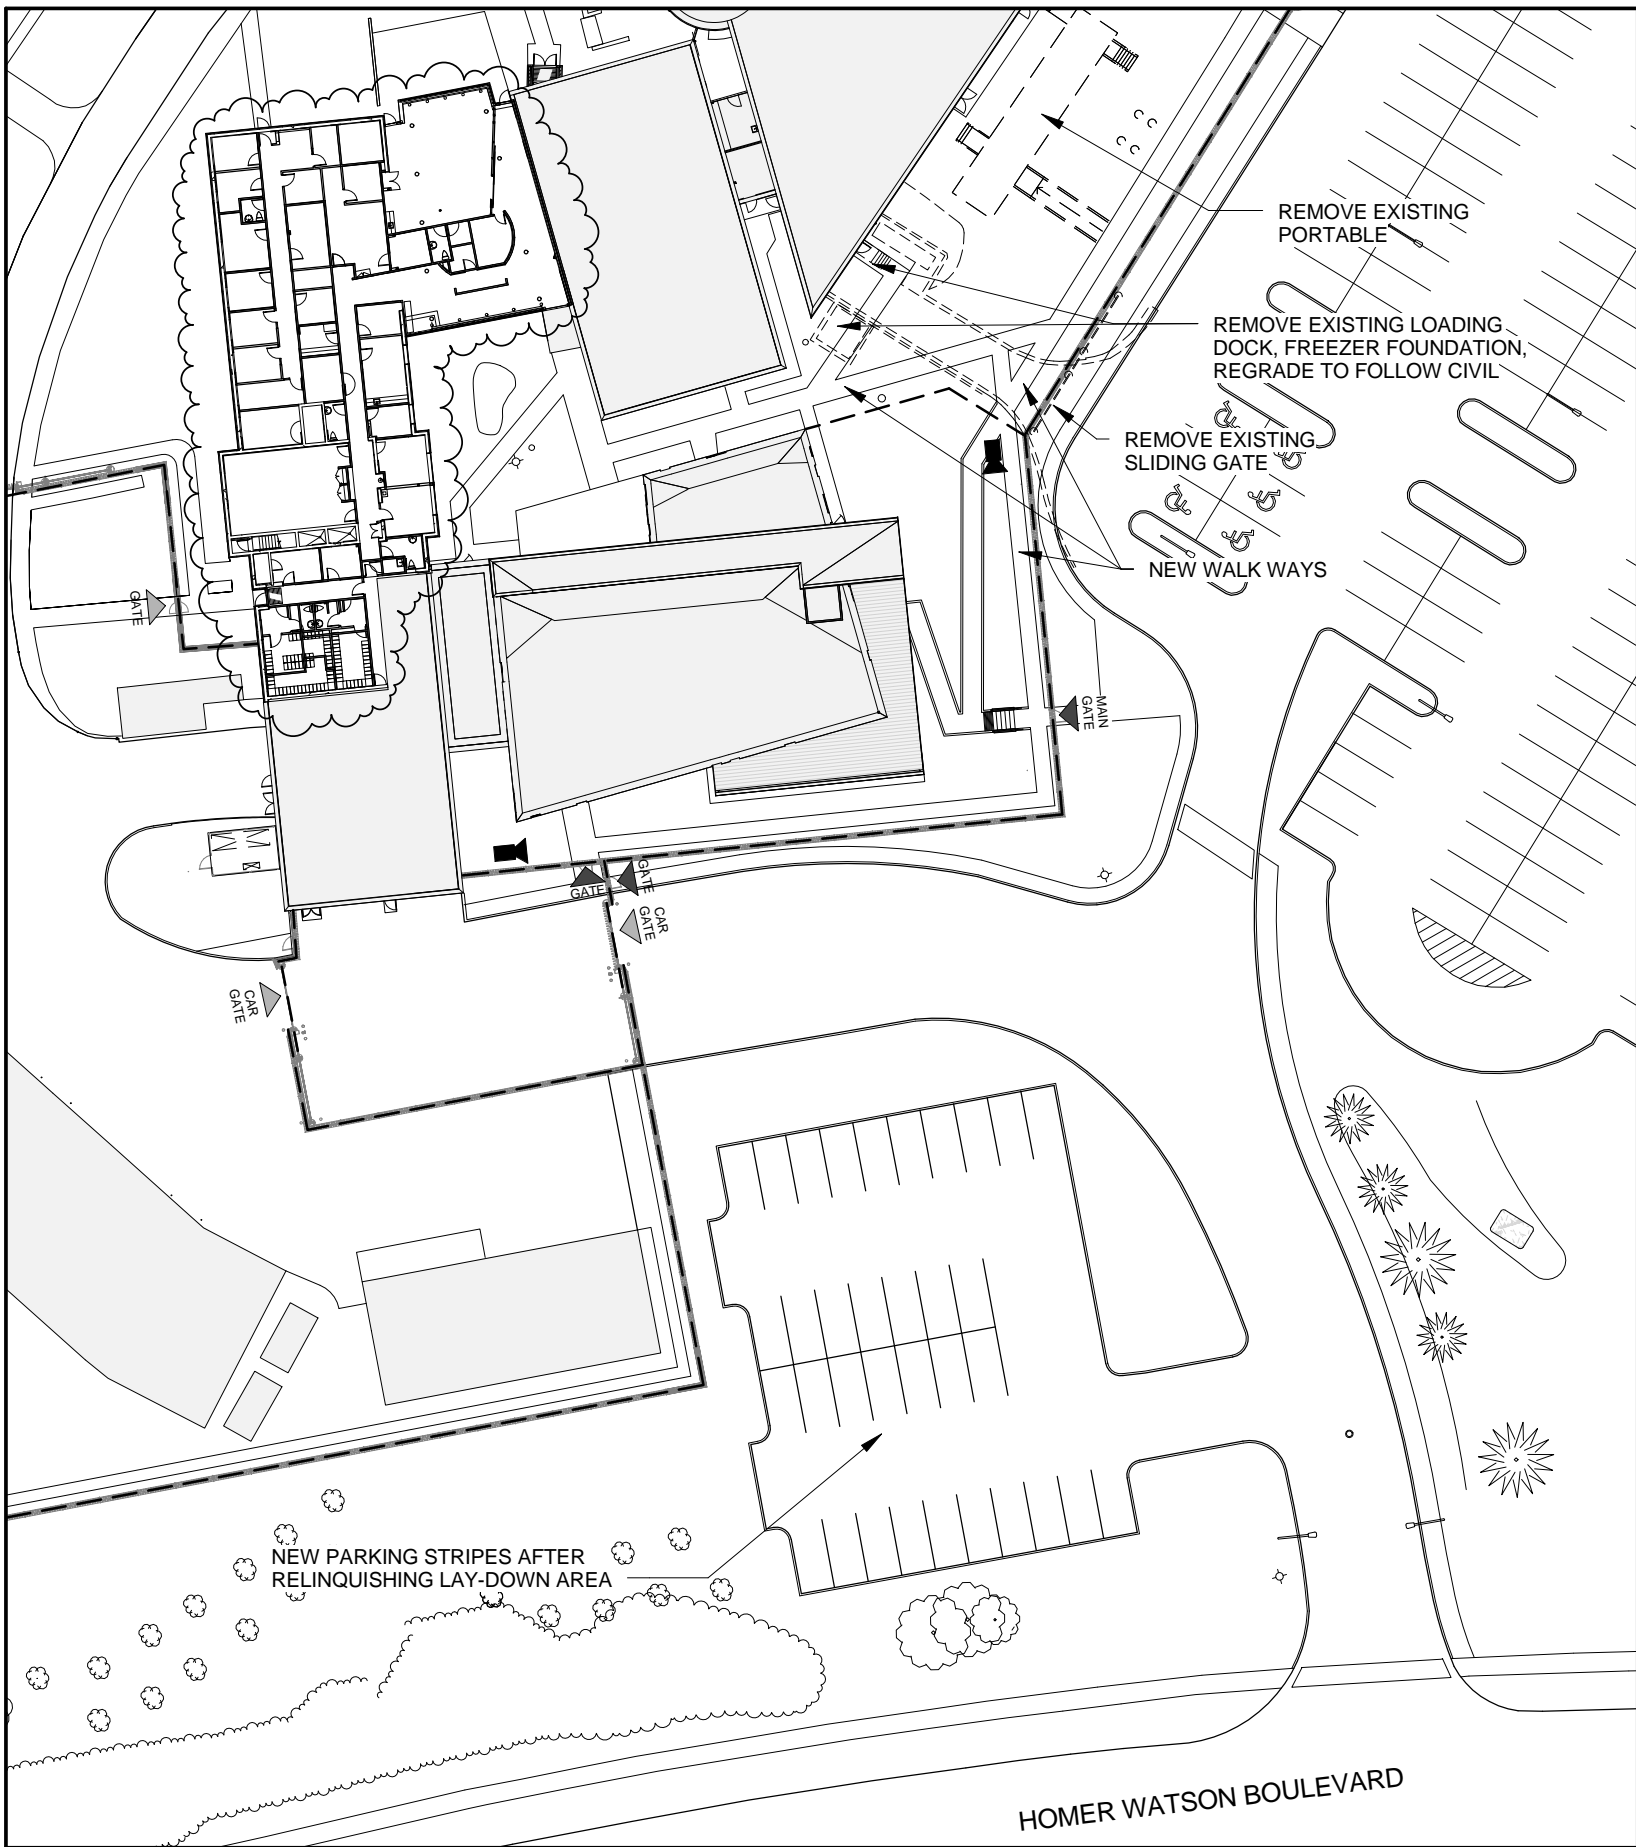 REMOVE EXISTING
PORTABLE
REMOVE EXISTING LOADING
DOCK, FREEZER FOUNDATION,
REGRADE TO FOLLOW CIVIL
REMOVE EXISTING
SLIDING GATE
NEW WALK WAYS
GATE
MAIN
GATE
GATE
GATE
CAR
GATE
CAR
GATE
NEW PARKING STRIPES AFTER
RELINQUISHING LAY-DOWN AREA
HOMER WATSON BOULEVARD